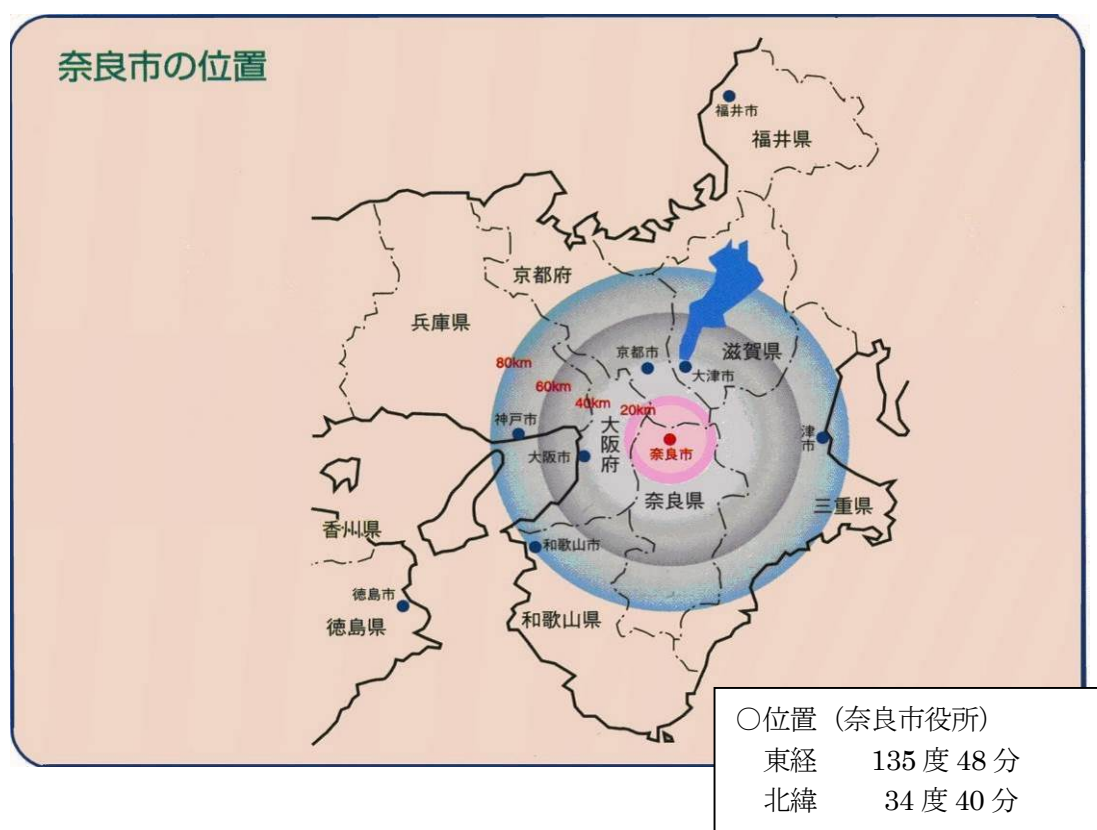 奈良市の位置
福井市
福井県
京都府
兵庫県
京都市
滋賀県
80km
大津市
60km
40km
20km
神戸市
大阪府
津市
大阪市
奈良市
奈良県
三重県
香州県
和歌山市
徳島市
徳島県
和歌山県
○位置（奈良市役所）
東経 135度48分
北緯 34度40分